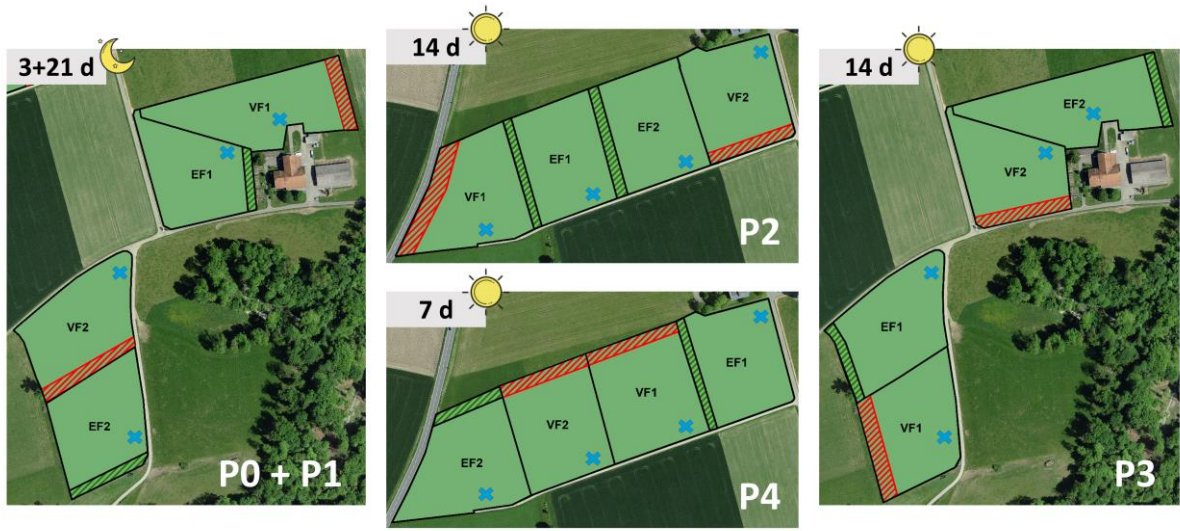 3+21 d
VF1
EF1
VF2
EF2
P0 + P1
14 d
VF2
EF2
EF1
VF1
P2
7 d
EF1
VF1
VF2
EF2
P4
14 d
EF2
VF2
EF1
VF1
P3